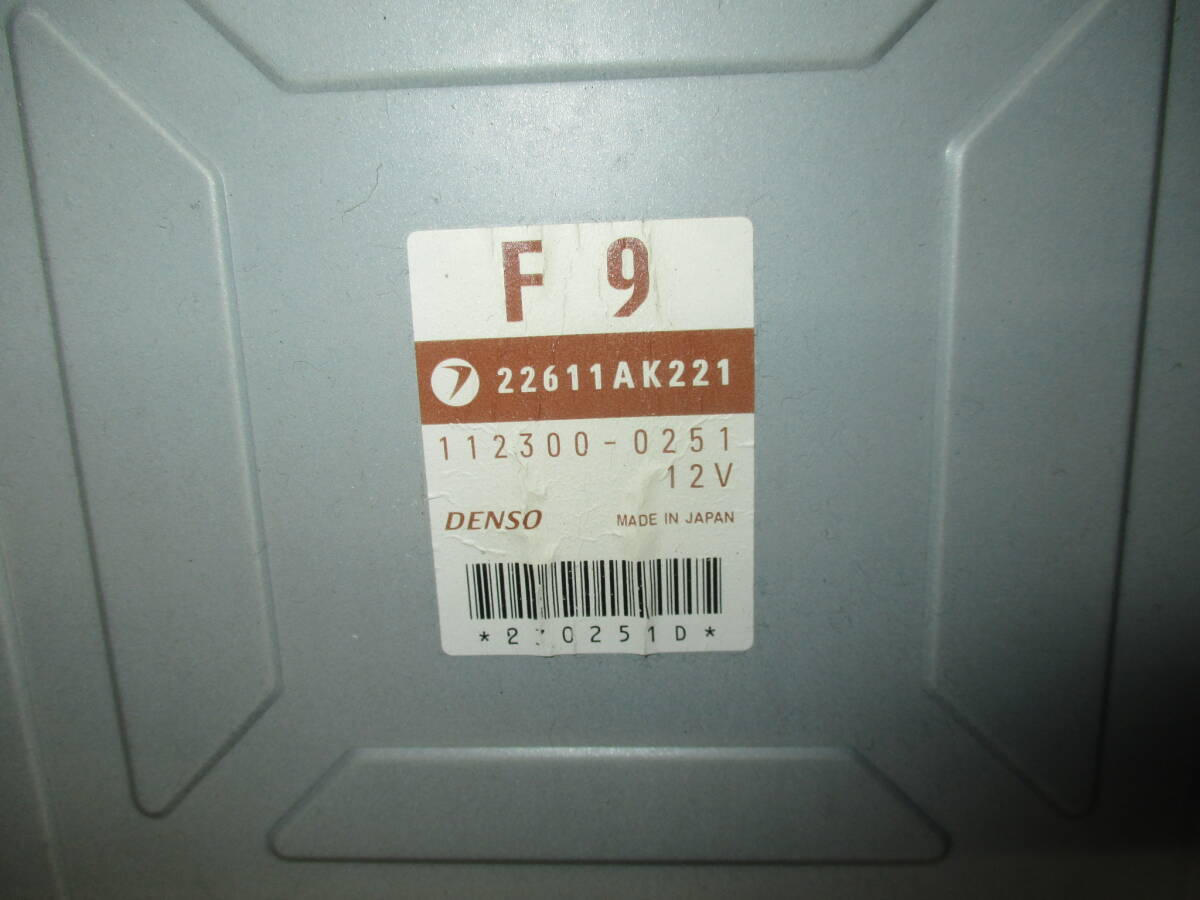 F 9
22611AK221
112300-0251
12V
DENSO MADE IN JAPAN